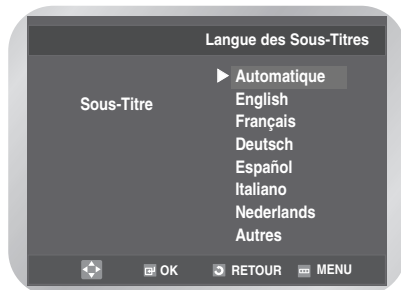 Langue des Sous-Titres
Sous-Titre
Automatique
English
Français
Deutsch
Español
Italiano
Nederlands
Autres
OK RETOUR MENU